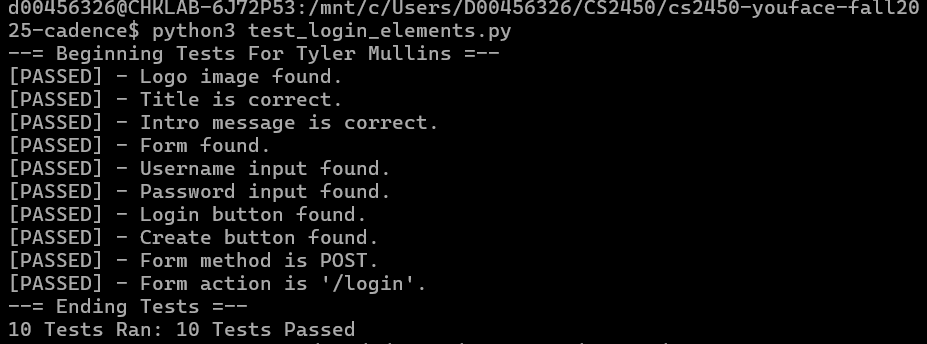 d00456326@CHKLAB-6J72P53:/mnt/c/Users/D00456326/CS2450/cs2450-youface-fall20
25-cadence$ python3 test_login_elements.py
--= Beginning Tests For Tyler Mullins =--
[PASSED] - Logo image found.
[PASSED] - Title is correct.
[PASSED] - Intro message is correct.
[PASSED] - Form found.
[PASSED] - Username input found.
[PASSED] - Password input found.
[PASSED] - Login button found.
[PASSED] - Create button found.
[PASSED] - Form method is POST.
[PASSED] - Form action is '/login'.
--= Ending Tests =--
10 Tests Ran: 10 Tests Passed